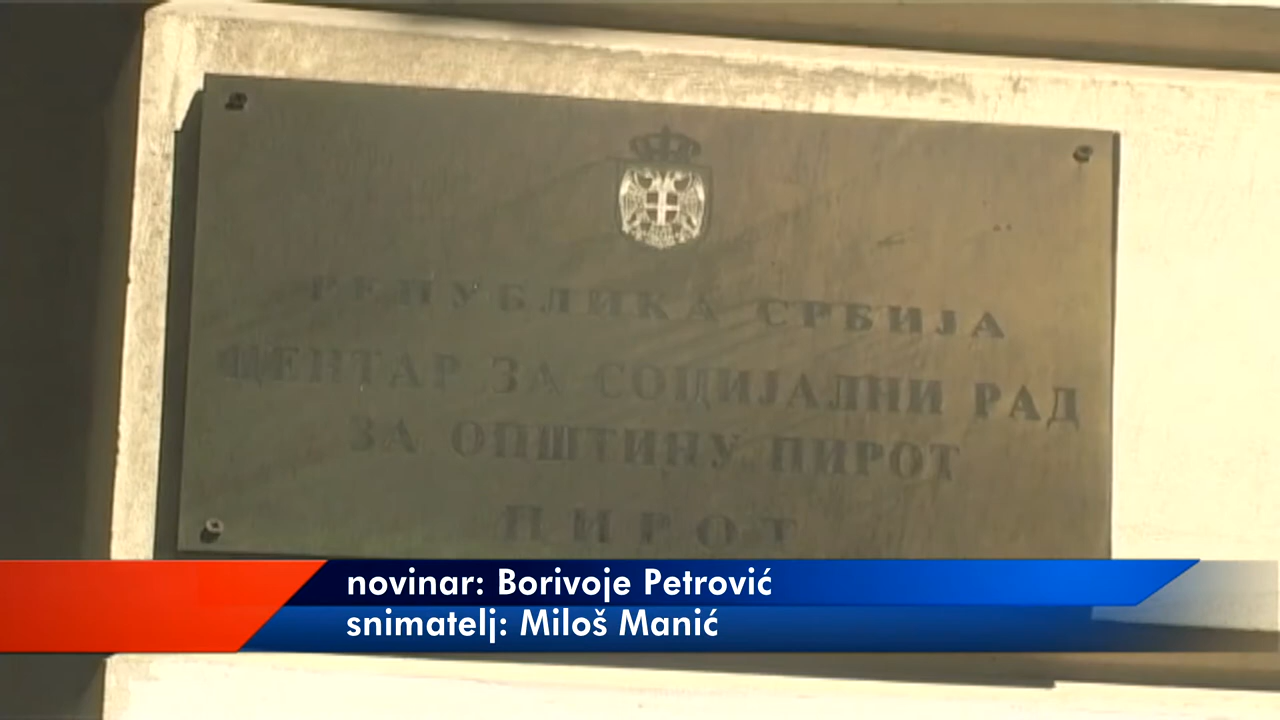 РЕПУБЛИКА СРБИЈА
ЦЕНТАР ЗА СОЦИЈАЛНИ РАД
ЗА ОПШТИНУ ПИРОТ
ПИРОТ
novinar: Borivoje Petrović
snimatelj: Miloš Manić